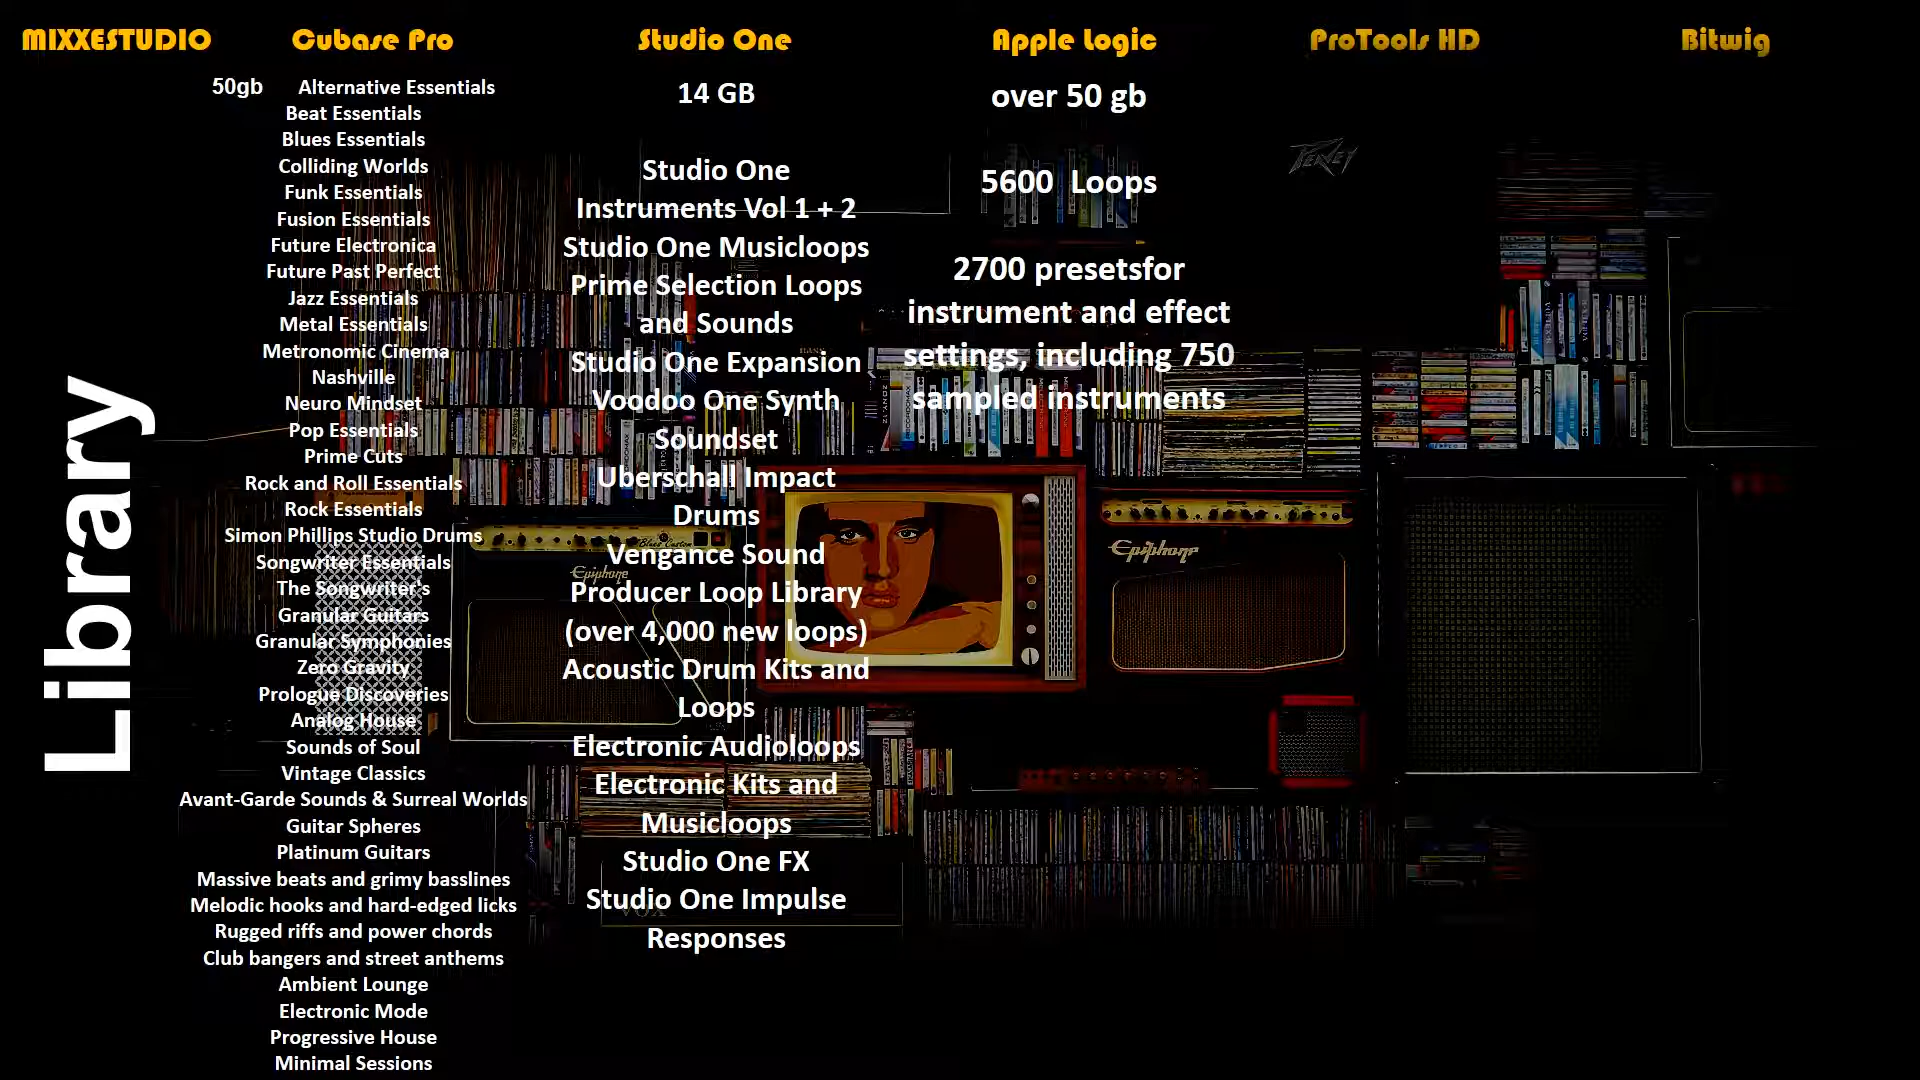 MIXXESTUDIO
Cubase Pro
Studio One
Apple Logic
ProTools HD
Bitwig
Library
50gb
Alternative Essentials
Beat Essentials
Blues Essentials
Colliding Worlds
Funk Essentials
Fusion Essentials
Future Electronica
Future Past Perfect
Jazz Essentials
Metal Essentials
Metronomic Cinema
Nashville
Neuro Mindset
Pop Essentials
Prime Cuts
Rock and Roll Essentials
Rock Essentials
Simon Phillips Studio Drums
Songwriter Essentials
The Songwriter's
Granular Guitars
Granular Symphonies
Zero Gravity
Prologue Discoveries
Analog House
Sounds of Soul
Vintage Classics
Avant-Garde Sounds & Surreal Worlds
Guitar Spheres
Platinum Guitars
Massive beats and grimy basslines
Melodic hooks and hard-edged licks
Rugged riffs and power chords
Club bangers and street anthems
Ambient Lounge
Electronic Mode
Progressive House
Minimal Sessions
14 GB
Studio One
Instruments Vol 1 + 2
Studio One Musicloops
Prime Selection Loops
and Sounds
Studio One Expansion
Voodoo One Synth
Soundset
Uberschall Impact
Drums
Vengance Sound
Producer Loop Library
(over 4,000 new loops)
Acoustic Drum Kits and
Loops
Electronic Audioloops
Electronic Kits and
Musicloops
Studio One FX
Studio One Impulse
Responses
over 50 gb
5600 Loops
2700 presetsfor
instrument and effect
settings, including 750
sampled instruments
PEAVEY
Blues Custom
Epiphone
Epiphone
VOX